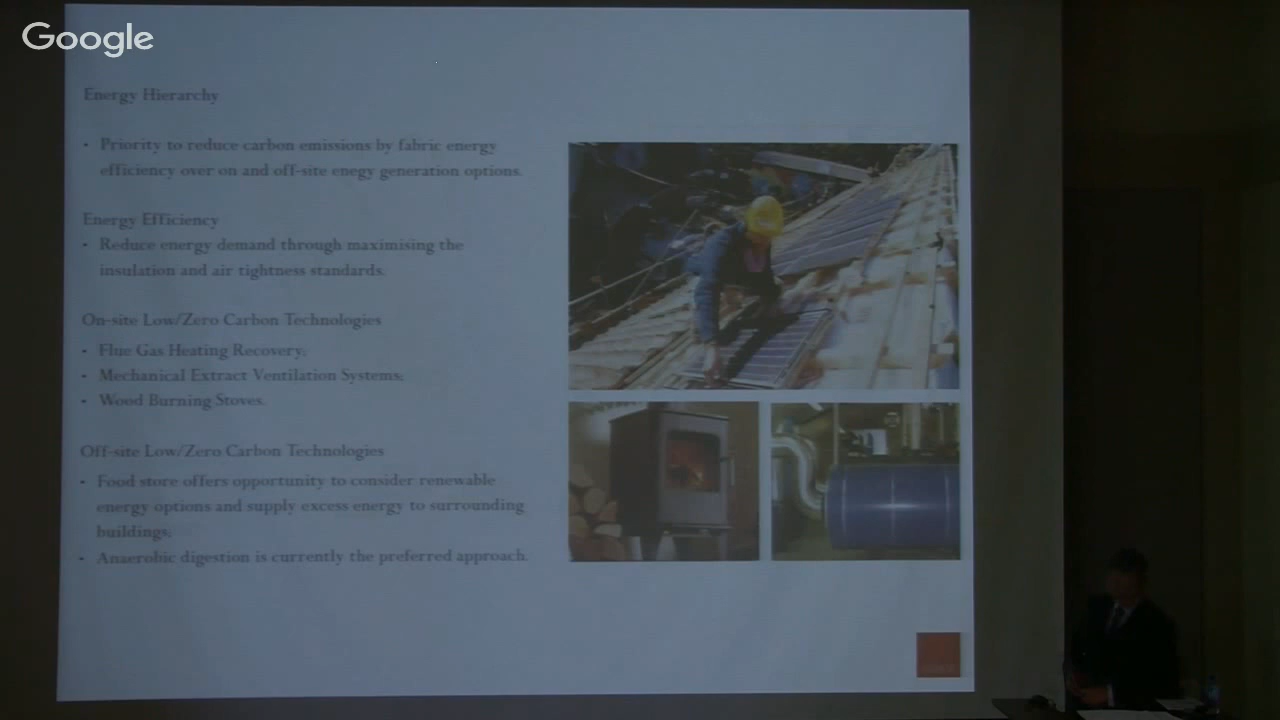 Google
Energy Hierarchy
• Priority to reduce carbon emissions by fabric energy
efficiency over on and off-site enegy generation options.
Energy Efficiency
• Reduce energy demand through maximising the
insulation and air tightness standards.
On-site Low/Zero Carbon Technologies
• Flue Gas Heating Recovery;
• Mechanical Extract Ventilation Systems;
• Wood Burning Stoves.
Off-site Low/Zero Carbon Technologies
• Food store offers opportunity to consider renewable
energy options and supply excess energy to surrounding
buildings;
• Anaerobic digestion is currently the preferred approach.